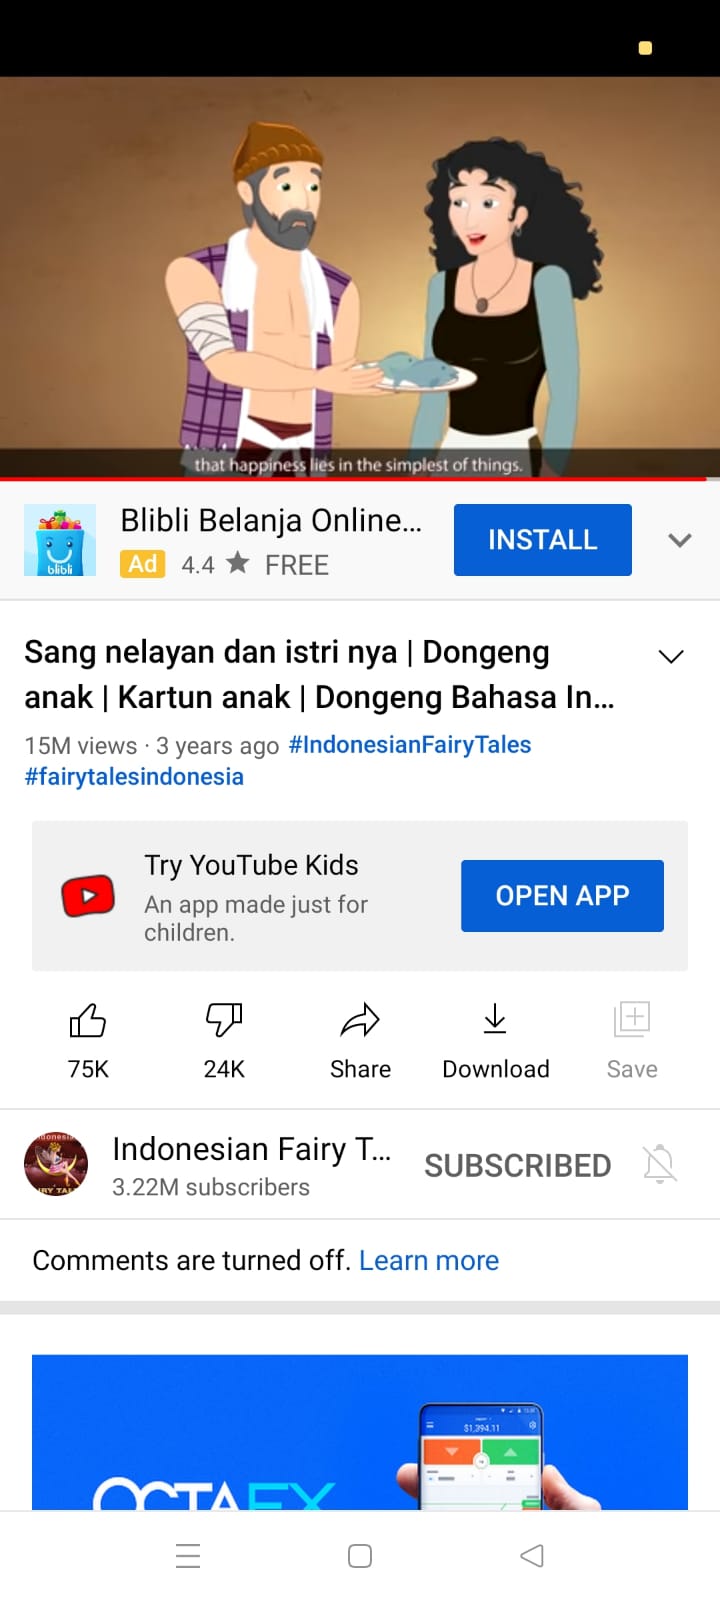 that happiness lies in the simplest of things.
blibli
Blibli Belanja Online...
Ad 4.4 ★ FREE
INSTALL
Sang nelayan dan istri nya | Dongeng
anak | Kartun anak | Dongeng Bahasa In...
15M views · 3 years ago #IndonesianFairyTales
#fairytalesindonesia
Try YouTube Kids
An app made just for
children.
OPEN APP
75K 24K Share Download Save
Indonesian Fairy T...
3.22M subscribers
SUBSCRIBED
Comments are turned off. Learn more
$1,394.11
OCTAFX